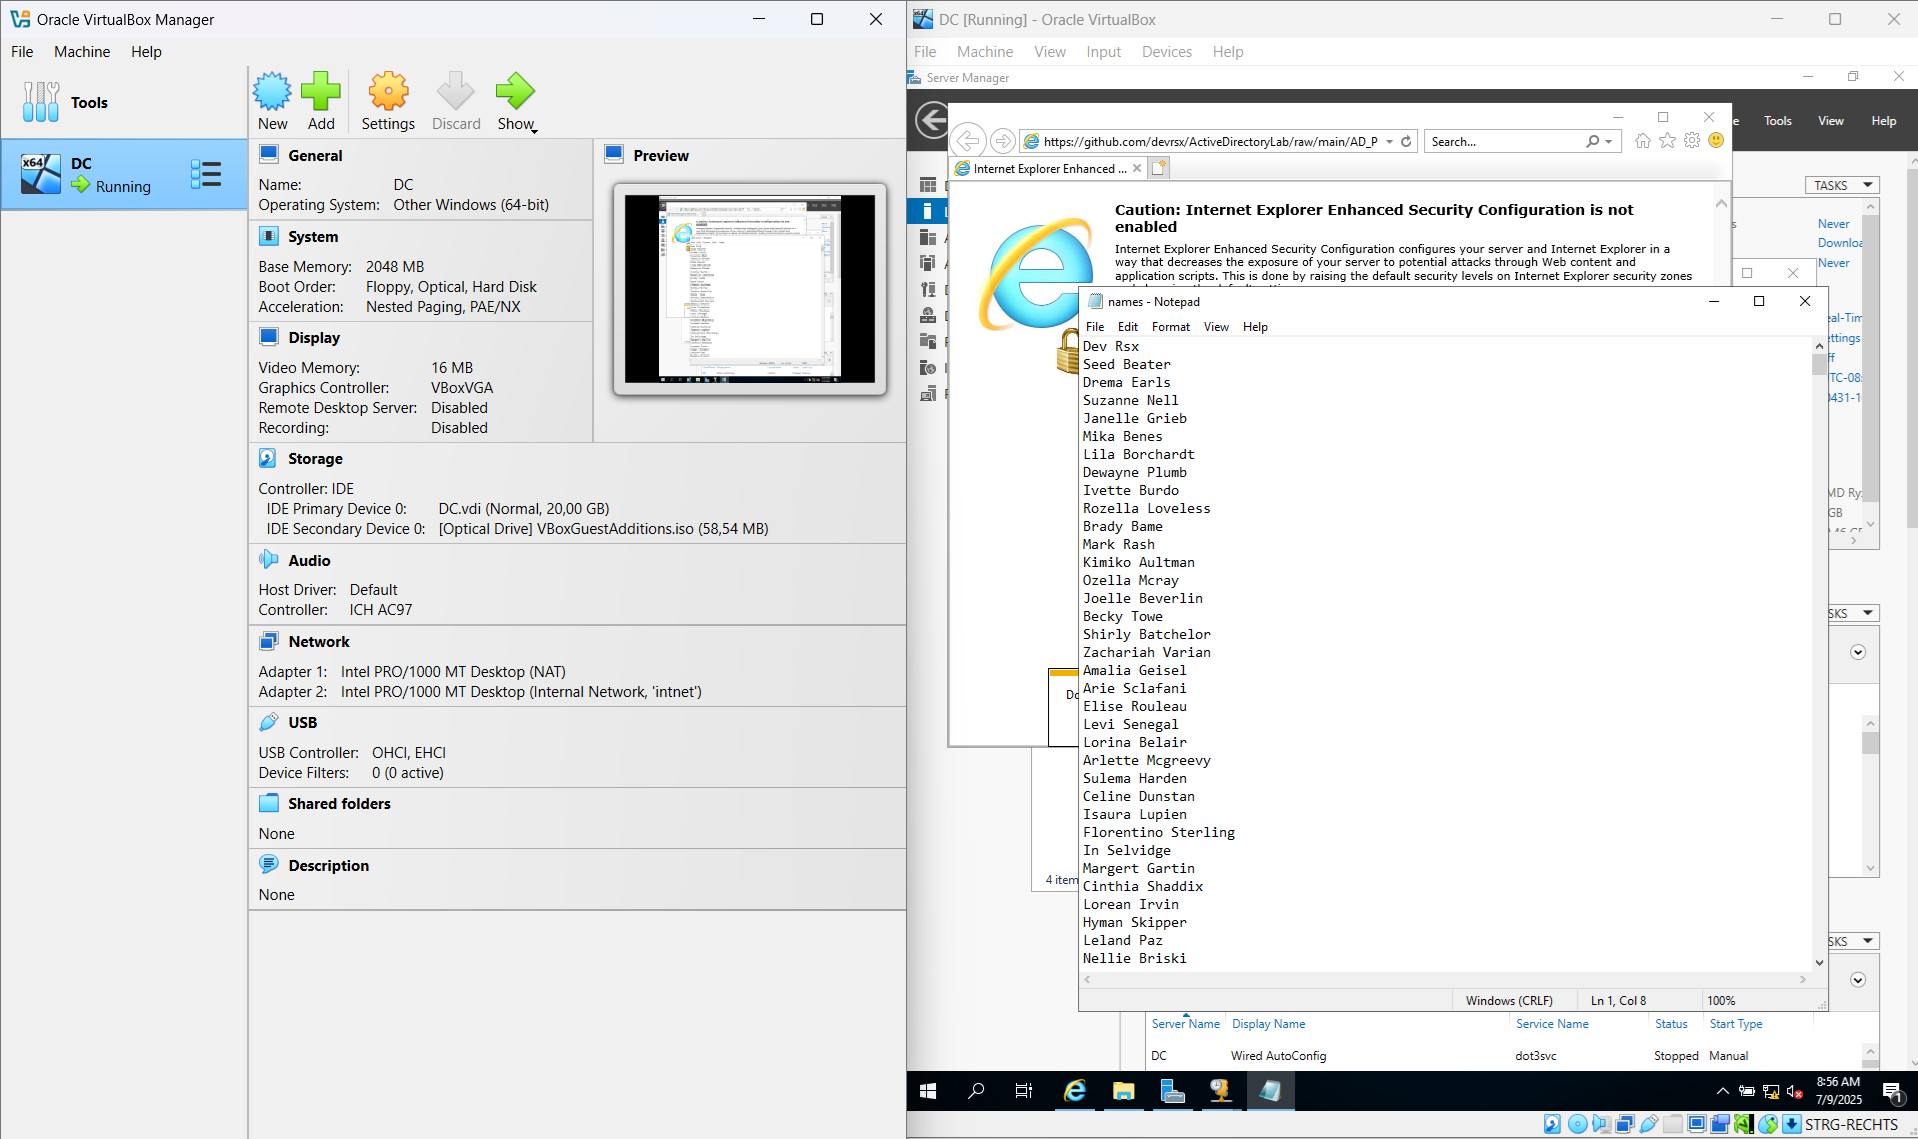 Oracle VirtualBox Manager
File Machine Help
Tools
New Add Settings Discard Show
x64 DC
Running
General
Name: DC
Operating System: Other Windows (64-bit)
Preview
System
Base Memory: 2048 MB
Boot Order: Floppy, Optical, Hard Disk
Acceleration: Nested Paging, PAE/NX
Display
Video Memory: 16 MB
Graphics Controller: VBoxVGA
Remote Desktop Server: Disabled
Recording: Disabled
Storage
Controller: IDE
IDE Primary Device 0: DC.vdi (Normal, 20,00 GB)
IDE Secondary Device 0: [Optical Drive] VBoxGuestAdditions.iso (58,54 MB)
Audio
Host Driver: Default
Controller: ICH AC97
Network
Adapter 1: Intel PRO/1000 MT Desktop (NAT)
Adapter 2: Intel PRO/1000 MT Desktop (Internal Network, 'intnet')
USB
USB Controller: OHCI, EHCI
Device Filters: 0 (0 active)
Shared folders
None
Description
None
DC [Running] - Oracle VirtualBox
File Machine View Input Devices Help
Server Manager
Tools View Help
https://github.com/devrsx/ActiveDirectoryLab/raw/main/AD_P
Search...
Internet Explorer Enhanced ...
TASKS
Caution: Internet Explorer Enhanced Security Configuration is not
enabled
Internet Explorer Enhanced Security Configuration configures your server and Internet Explorer in a
way that decreases the exposure of your server to potential attacks through Web content and
application scripts. This is done by raising the default security levels on Internet Explorer security zones
Never
Downloa
Never
eal-Tim
ettings
ff
TC-08:
0431-1
MD Ry
GB
names - Notepad
File Edit Format View Help
Dev Rsx
Seed Beater
Drema Earls
Suzanne Nell
Janelle Grieb
Mika Benes
Lila Borchardt
Dewayne Plumb
Ivette Burdo
Rozella Loveless
Brady Bame
Mark Rash
Kimiko Aultman
Ozella Mcray
Joelle Beverlin
Becky Towe
Shirly Batchelor
Zachariah Varian
Amalia Geisel
Arie Sclafani
Elise Rouleau
Levi Senegal
Lorina Belair
Arlette Mcgreevy
Sulema Harden
Celine Dunstan
Isaura Lupien
Florentino Sterling
In Selvidge
Margert Gartin
Cinthia Shaddix
Lorean Irvin
Hyman Skipper
Leland Paz
Nellie Briski
Windows (CRLF) Ln 1, Col 8 100%
Do
4 item
SKS
SKS
Server Name Display Name Service Name Status Start Type
DC Wired AutoConfig dot3svc Stopped Manual
8:56 AM
7/9/2025
1
STRG-RECHTS